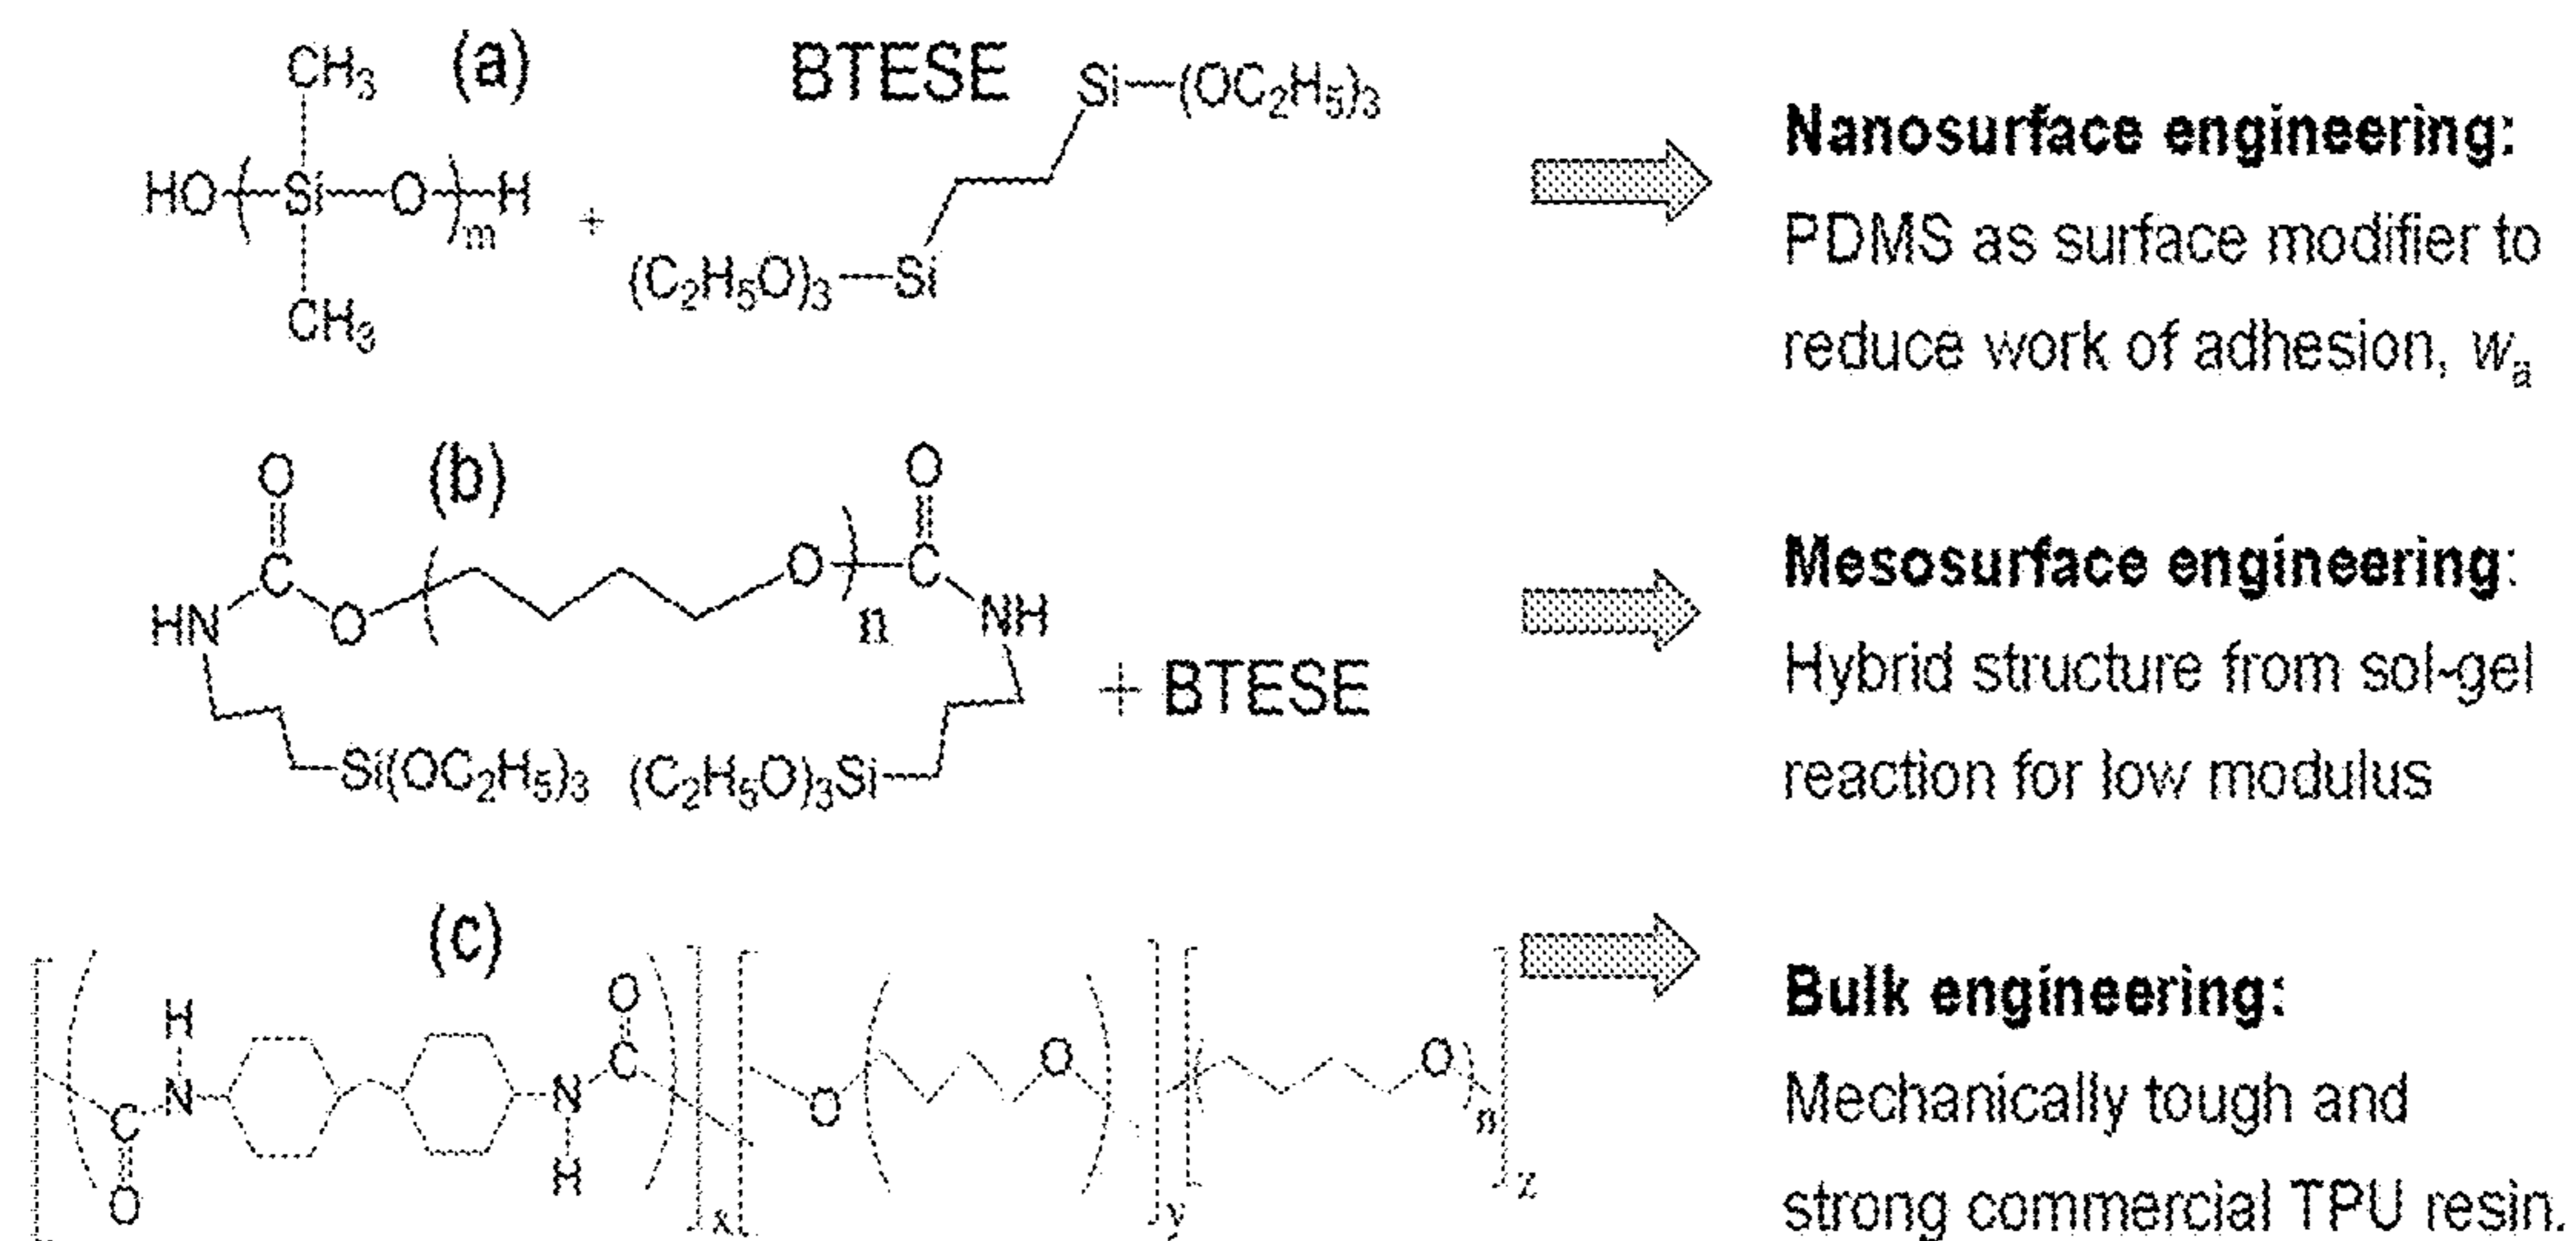 (a)
BTESE
CH3
HO(Si—O)mH
CH3
+
Si—(OC2H5)3
(C2H5O)3—Si
Nanosurface engineering:
PDMS as surface modifier to
reduce work of adhesion, wa
(b)
O
C
HN
O
O
n
O
C
NH
Si(OC2H5)3
(C2H5O)3Si
+ BTESE
Mesosurface engineering:
Hybrid structure from sol-gel
reaction for low modulus
(c)
H
N
C
O
O
C
N
H
x
O
O
y
O
n
z
Bulk engineering:
Mechanically tough and
strong commercial TPU resin.